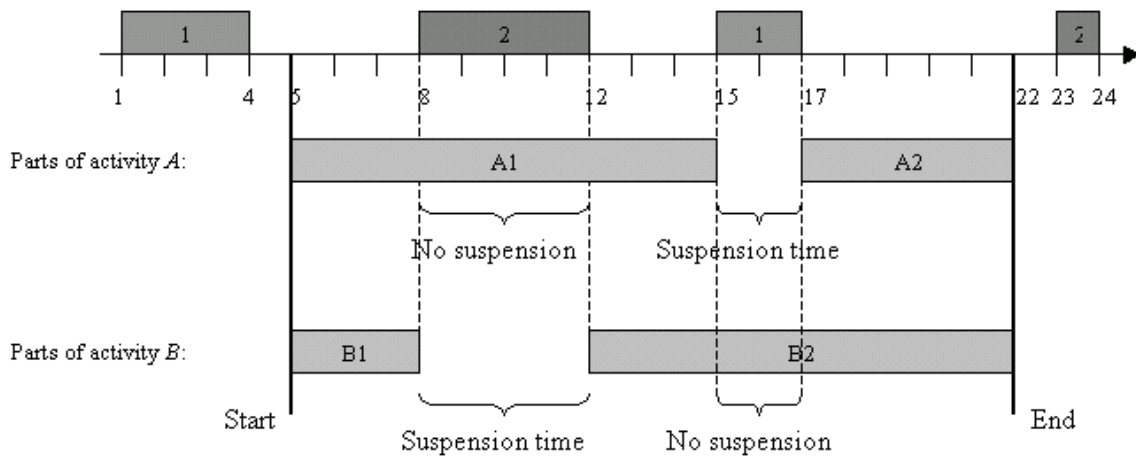 1 2 1 2
1 4 5 8 12 15 17 22 23 24
Parts of activity A: A1 A2
No suspension Suspension time
Parts of activity B: B1 B2
Start End
Suspension time No suspension